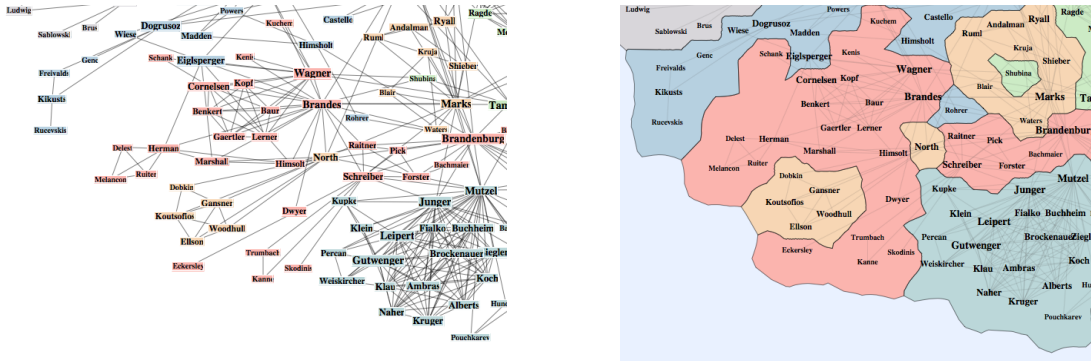 Ludwig
Powers
Castelle
Ragde
Brus
Dogrusoz
Kuchem
Andalman
Ryall
Sablowski
Wiese
Madden
Himsholt
Ruml
Kruja
Schank
Eiglsperger
Kenis
Shieber
Freivalds
Genc
Wagner
Shubina
Cornelsen
Kopf
Blair
Kikusts
Benkert
Baur
Brandes
Marks
Tan
Rucevskis
Rohrer
Waters
Gaertler
Lerner
Brandenburg
Delest
Herman
Raitner
Pick
Marshall
Himsolt
North
Bachmaier
Melancon
Ruiter
Schreiber
Forster
Dobkin
Mutzel
Gansner
Kupke
Junger
Koutsofios
Dwyer
Woodhull
Klein
Fialko
Buchheim
Ellson
Leipert
Trumbach
Percan
Brockenauer
Ziegler
Eckersley
Skodinis
Gutwenger
Kanne
Weiskircher
Klau
Ambras
Koch
Naher
Alberts
Hun
Kruger
Pouchkarev
Ludwig
Powers
Kuchem
Castello
Ragde
Brus
Dogrusoz
Andalman
Ryall
Sablowski
Wiese
Madden
Himsholt
Ruml
Schank
Eiglsperger
Kenis
Kruja
Freivalds
Genc
Wagner
Shieber
Cornelsen
Kopf
Shubina
Kikusts
Blair
Benkert
Baur
Brandes
Marks
Tan
Rucevskis
Rohrer
Waters
Gaertler
Lerner
Brandenburg
Delest
Herman
Raitner
Pick
Marshall
Himsolt
North
Bachmaier
Melancon
Ruiter
Schreiber
Forster
Dobkin
Mutzel
Gansner
Kupke
Junger
Koutsofios
Dwyer
Woodhull
Klein
Fialko
Buchheim
Ellson
Leipert
Trumbach
Percan
Brockenauer
Ziegl
Eckersley
Skodinis
Gutwenger
Kanne
Weiskircher
Klau
Ambras
Koch
Naher
Alberts
Hu
Kruger
Pouchkarev